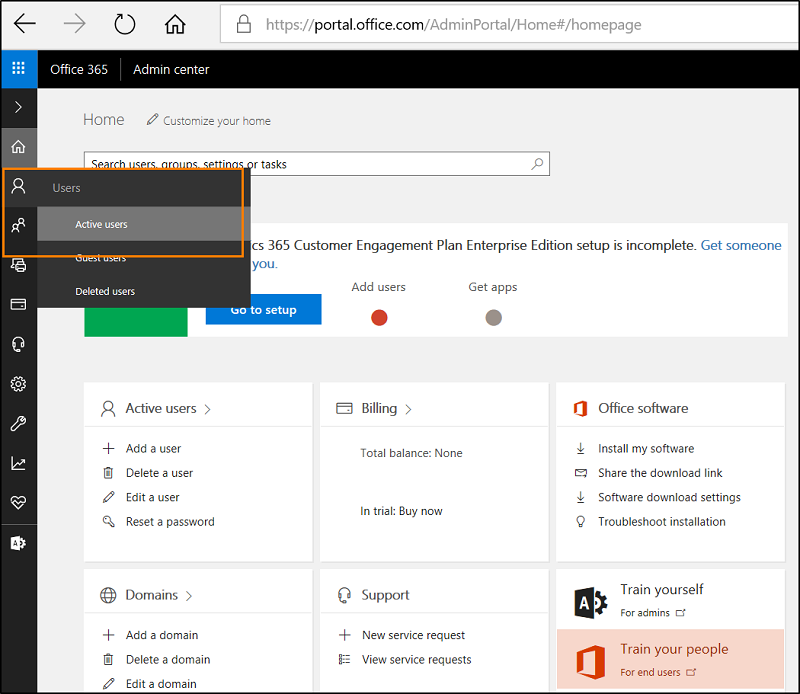 https://portal.office.com/AdminPortal/Home#/homepage
Office 365 Admin center
Home Customize your home
Search users, groups, settings or tasks
Users
Active users
Guest users
Deleted users
cs 365 Customer Engagement Plan Enterprise Edition setup is incomplete. Get someone
you.
Go to setup
Add users
Get apps
Active users
Add a user
Delete a user
Edit a user
Reset a password
Billing
Total balance: None
In trial: Buy now
Office software
Install my software
Share the download link
Software download settings
Troubleshoot installation
Domains
Add a domain
Delete a domain
Edit a domain
Support
New service request
View service requests
Train yourself
For admins
Train your people
For end users